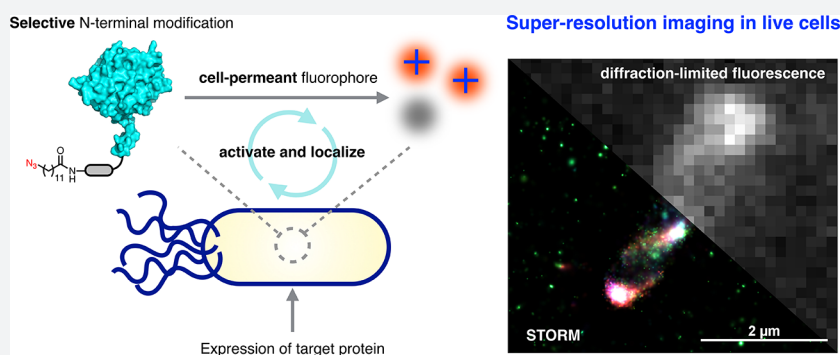 Selective N-terminal modification
cell-permeant fluorophore
activate and localize
N3
11
O
N
H
+
+
Expression of target protein
Super-resolution imaging in live cells
diffraction-limited fluorescence
STORM
2 μm